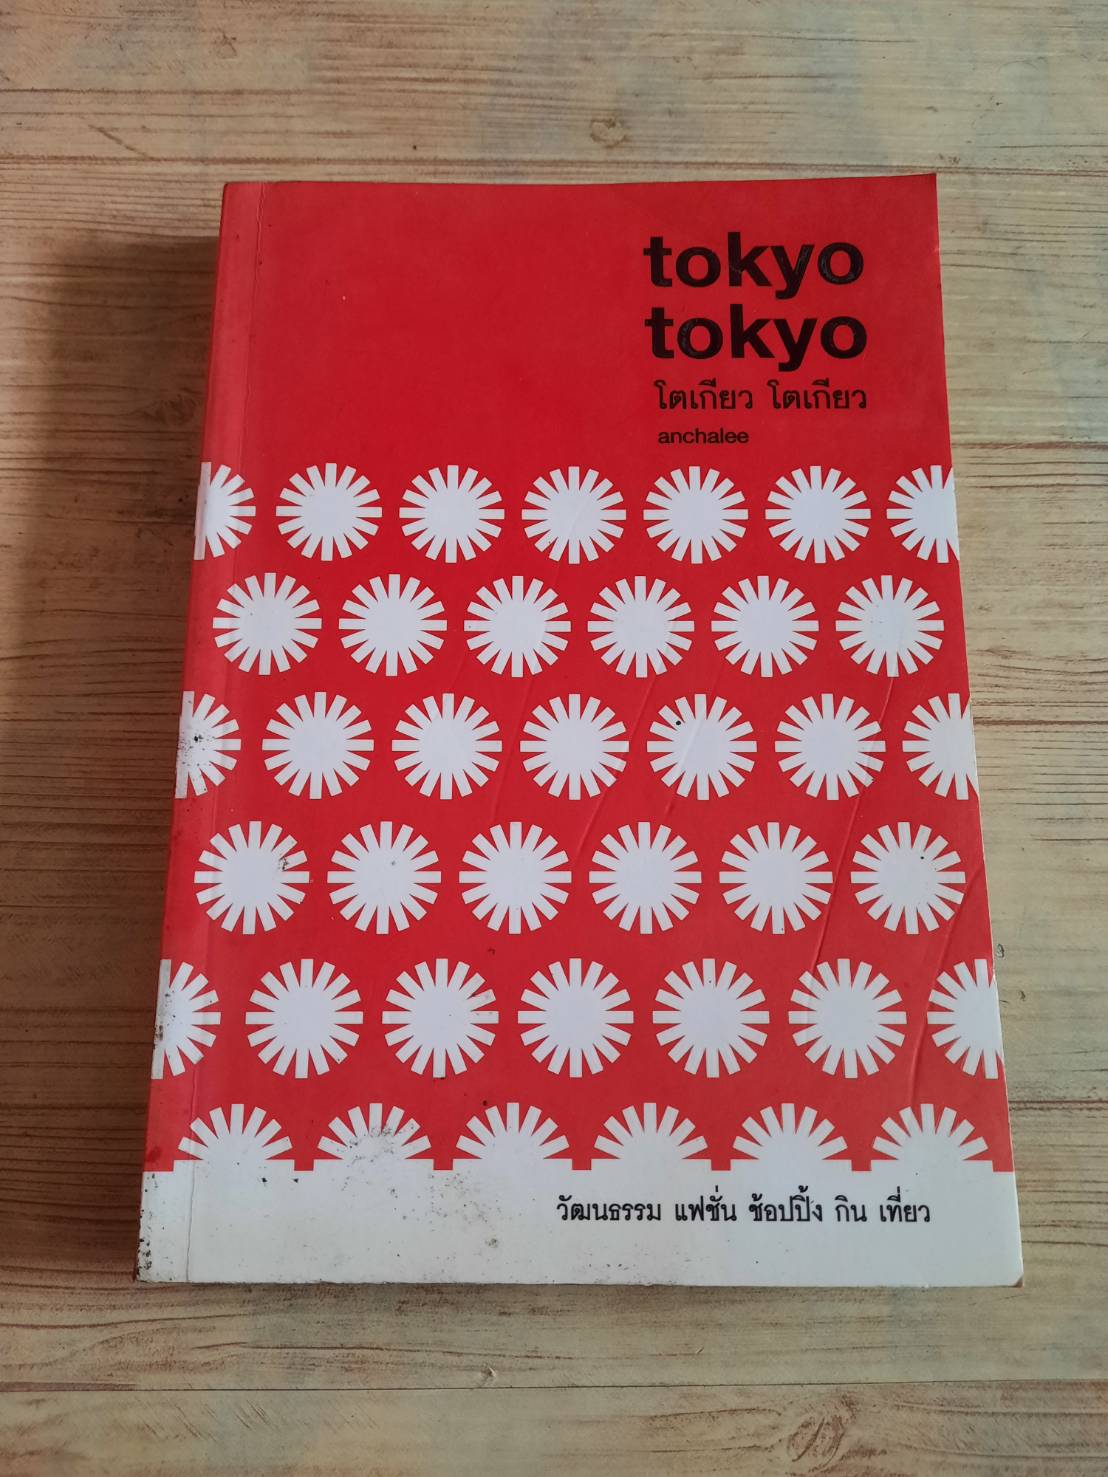 tokyo
tokyo
โตเกียว โตเกียว
anchalee
วัฒนธรรม แฟชั่น ช้อปปิ้ง กิน เที่ยว